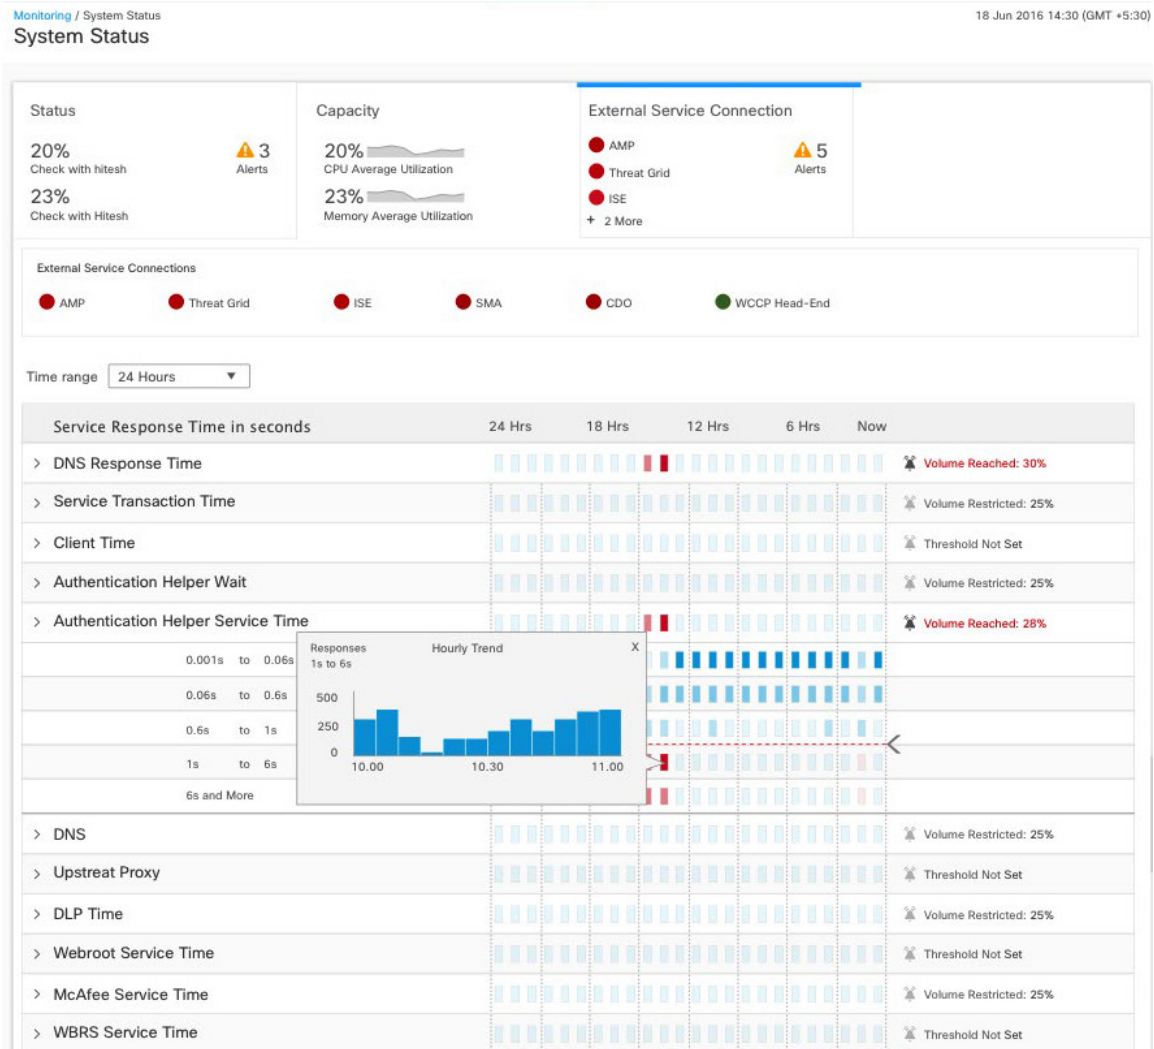 Monitoring / System Status
18 Jun 2016 14:30 (GMT +5:30)
System Status
Status
20%
Check with hitesh
3
Alerts
23%
Check with Hitesh
Capacity
20%
CPU Average Utilization
23%
Memory Average Utilization
External Service Connection
AMP
Threat Grid
ISE
+ 2 More
5
Alerts
External Service Connections
AMP Threat Grid ISE SMA CDO WCCP Head-End
Time range 24 Hours
Service Response Time in seconds 24 Hrs 18 Hrs 12 Hrs 6 Hrs Now
DNS Response Time Volume Reached: 30%
Service Transaction Time Volume Restricted: 25%
Client Time Threshold Not Set
Authentication Helper Wait Volume Restricted: 25%
Authentication Helper Service Time Volume Reached: 28%
0.001s to 0.06s
0.06s to 0.6s
0.6s to 1s
1s to 6s
6s and More
Responses Hourly Trend X
1s to 6s
500
250
0
10.00 10.30 11.00
DNS Volume Restricted: 25%
Upstreat Proxy Threshold Not Set
DLP Time Volume Restricted: 25%
Webroot Service Time Threshold Not Set
McAfee Service Time Volume Restricted: 25%
WBRS Service Time Threshold Not Set